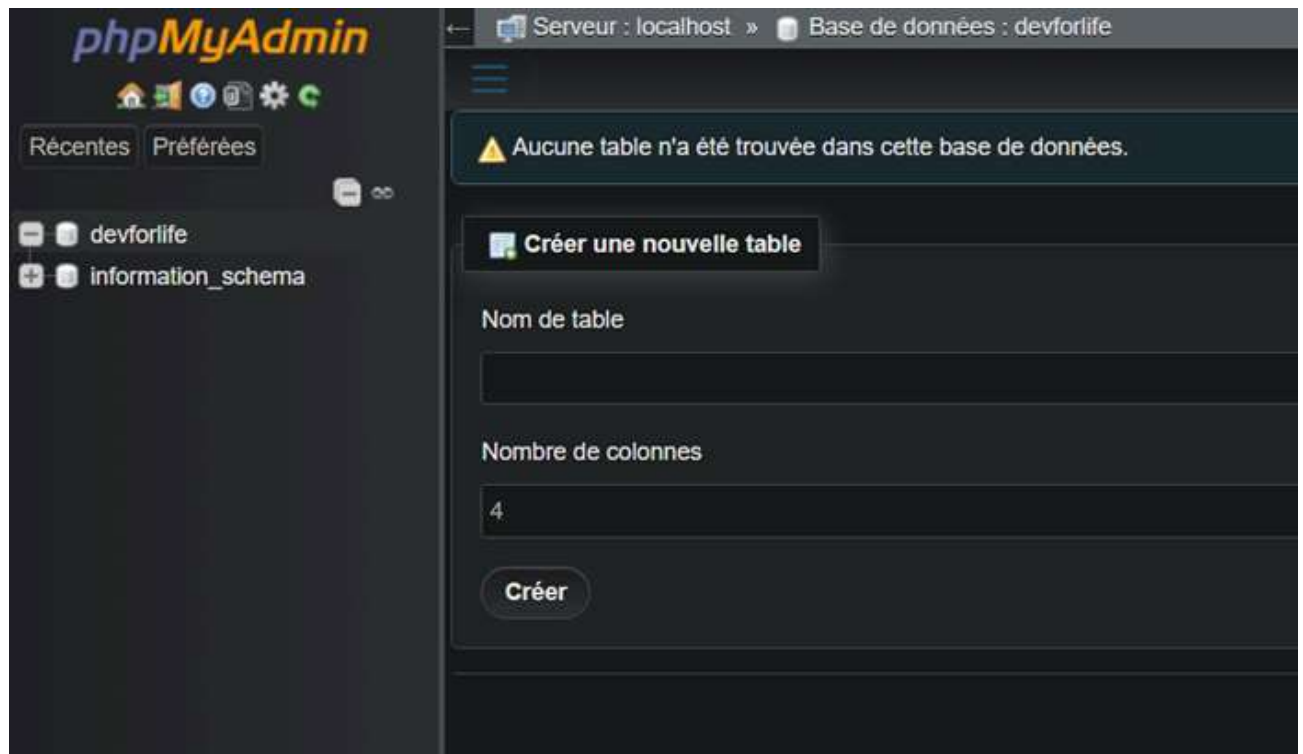 phpMyAdmin
Récentes Préférées
devforlife
information_schema
Serveur : localhost » Base de données : devforlife
Aucune table n'a été trouvée dans cette base de données.
Créer une nouvelle table
Nom de table
Nombre de colonnes
4
Créer